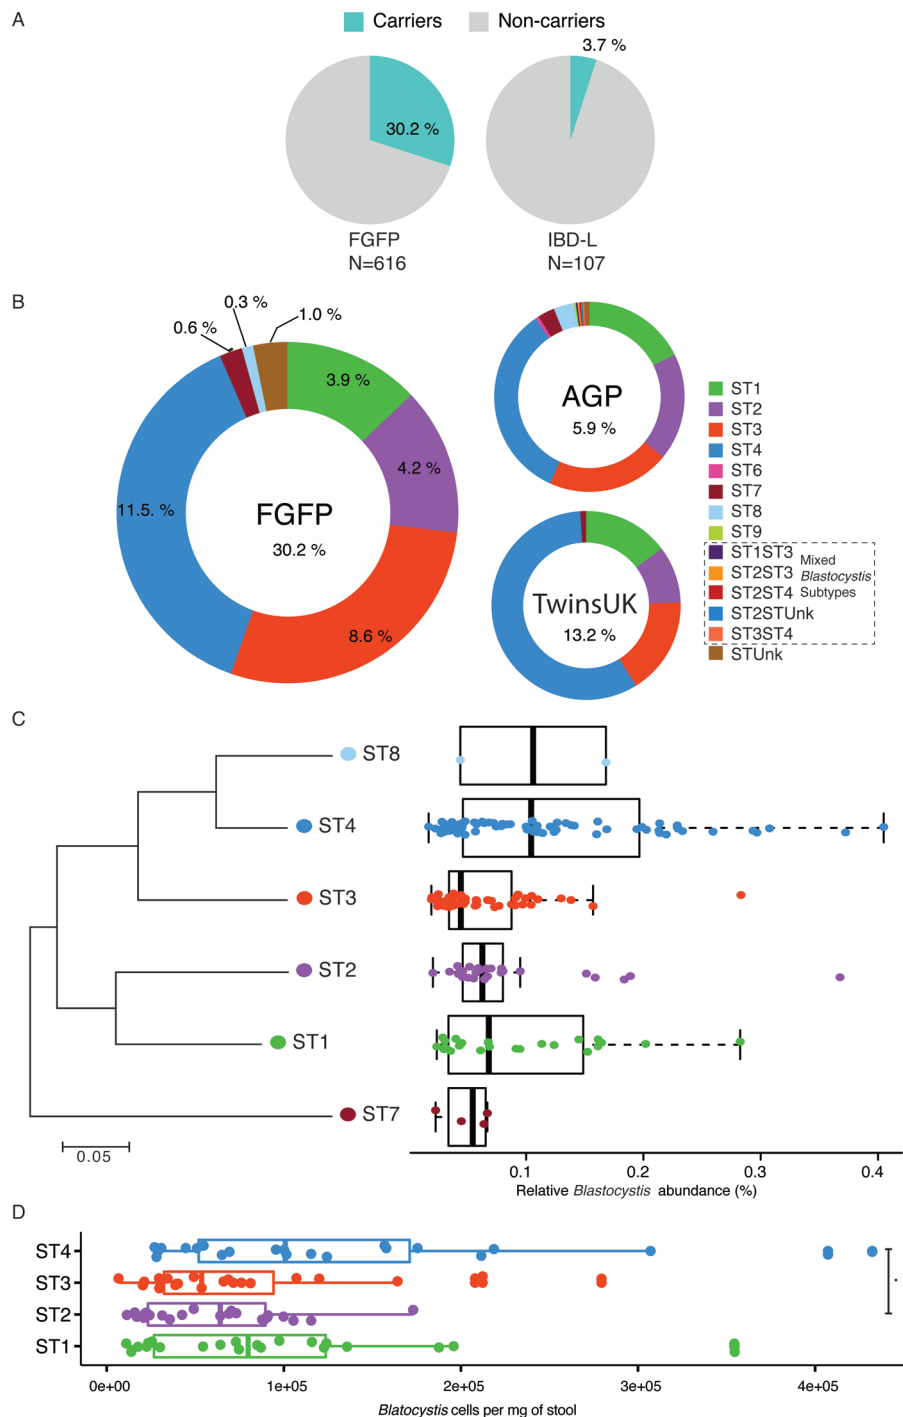 A
Carriers Non-carriers
3.7 %
30.2 %
FGFP
N=616
IBD-L
N=107
B
0.3 %
1.0 %
0.6 %
3.9 %
4.2 %
11.5. %
8.6 %
FGFP
30.2 %
AGP
5.9 %
TwinsUK
13.2 %
ST1
ST2
ST3
ST4
ST6
ST7
ST8
ST9
ST1ST3
ST2ST3
ST2ST4
ST2STUnk
ST3ST4
STUnk
Mixed
Blastocystis
Subtypes
C
ST8
ST4
ST3
ST2
ST1
ST7
0.05
0.1 0.2 0.3 0.4
Relative Blastocystis abundance (%)
D
ST4
ST3
ST2
ST1
0e+00 1e+05 2e+05 3e+05 4e+05
Blatocystis cells per mg of stool